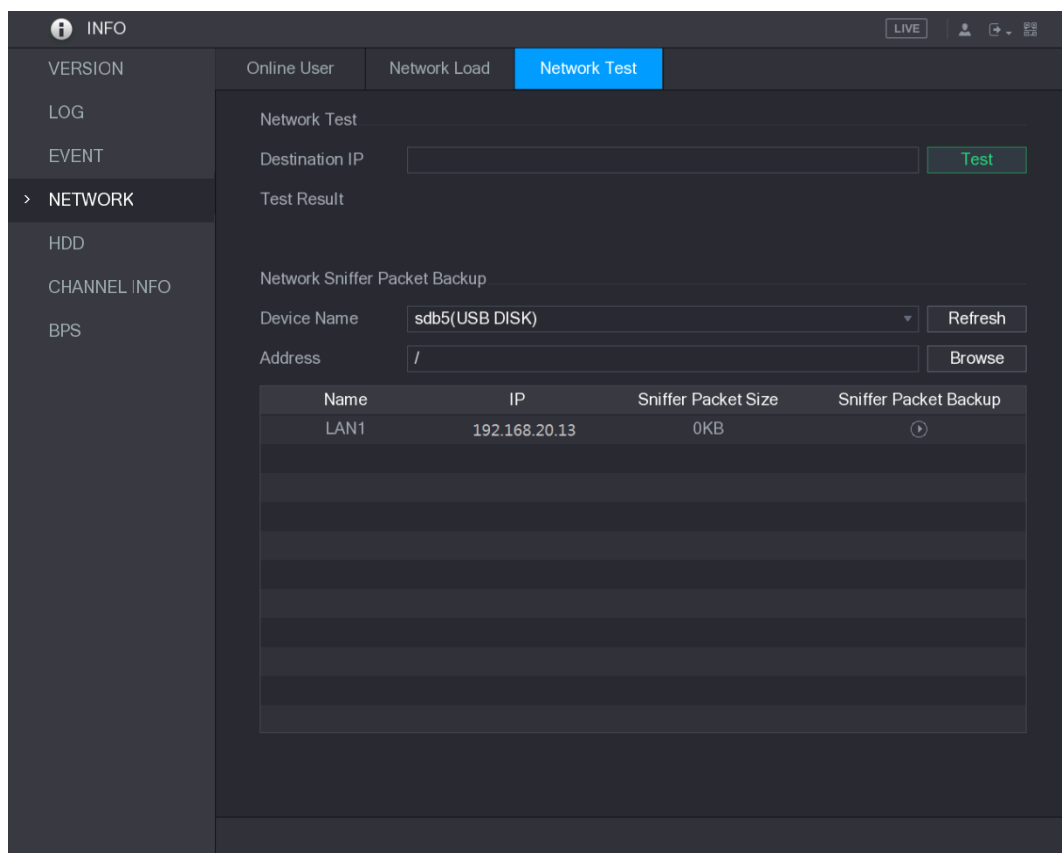 INFO LIVE
VERSION Online User Network Load Network Test
LOG Network Test
EVENT Destination IP Test
NETWORK Test Result
HDD
CHANNEL INFO Network Sniffer Packet Backup
BPS Device Name sdb5(USB DISK) Refresh
Address / Browse
Name IP Sniffer Packet Size Sniffer Packet Backup
LAN1 192.168.20.13 0KB